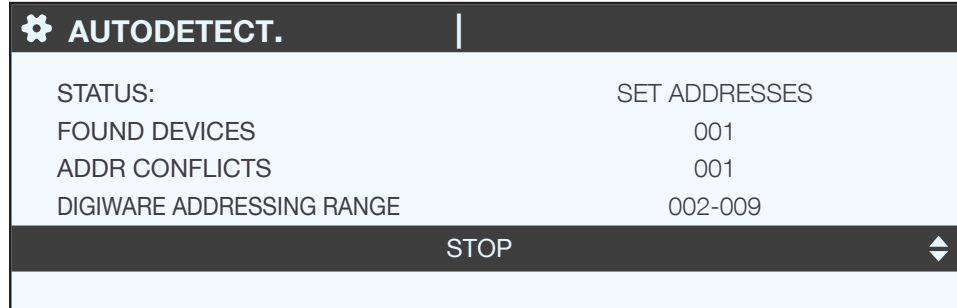 AUTODETECT.
STATUS: SET ADDRESSES
FOUND DEVICES 001
ADDR CONFLICTS 001
DIGIWARE ADDRESSING RANGE 002-009
STOP